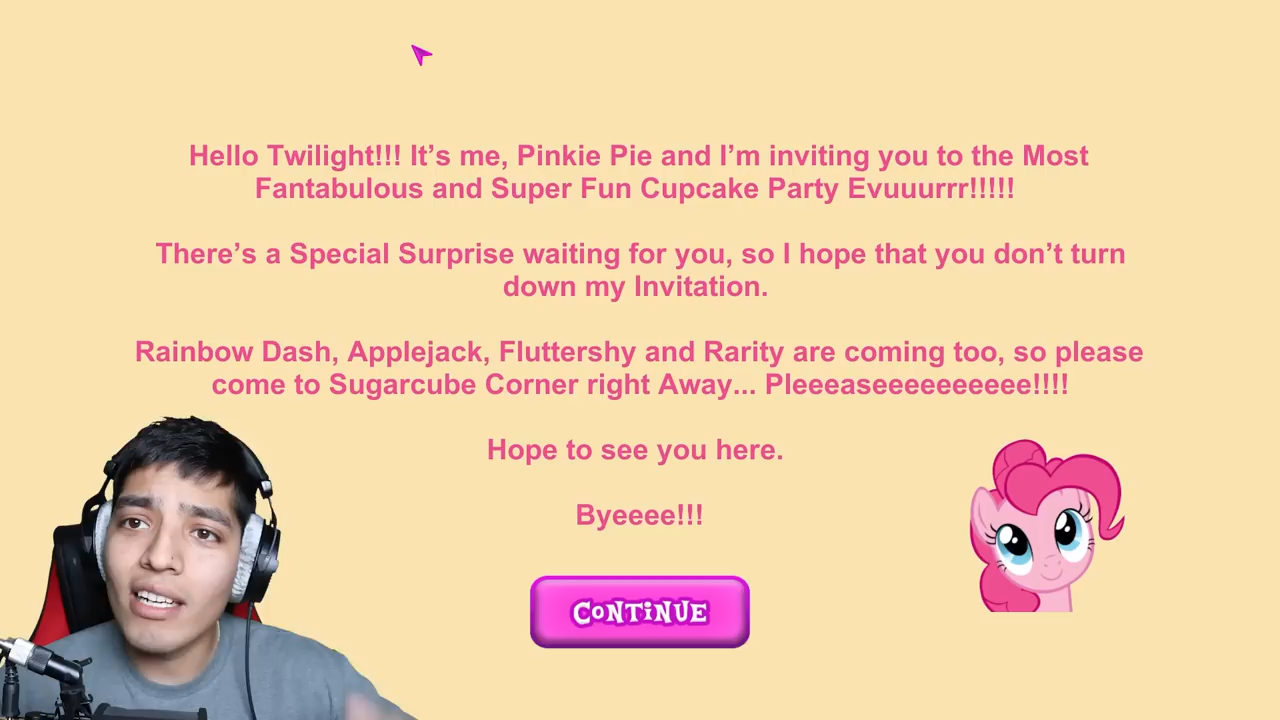 Hello Twilight!!! It’s me, Pinkie Pie and I’m inviting you to the Most
Fantabulous and Super Fun Cupcake Party Evuuurrr!!!!!
There’s a Special Surprise waiting for you, so I hope that you don’t turn
down my Invitation.
Rainbow Dash, Applejack, Fluttershy and Rarity are coming too, so please
come to Sugarcube Corner right Away... Pleeeaseeeeeeeeee!!!!
Hope to see you here.
Byeeee!!!
CONTiNUE